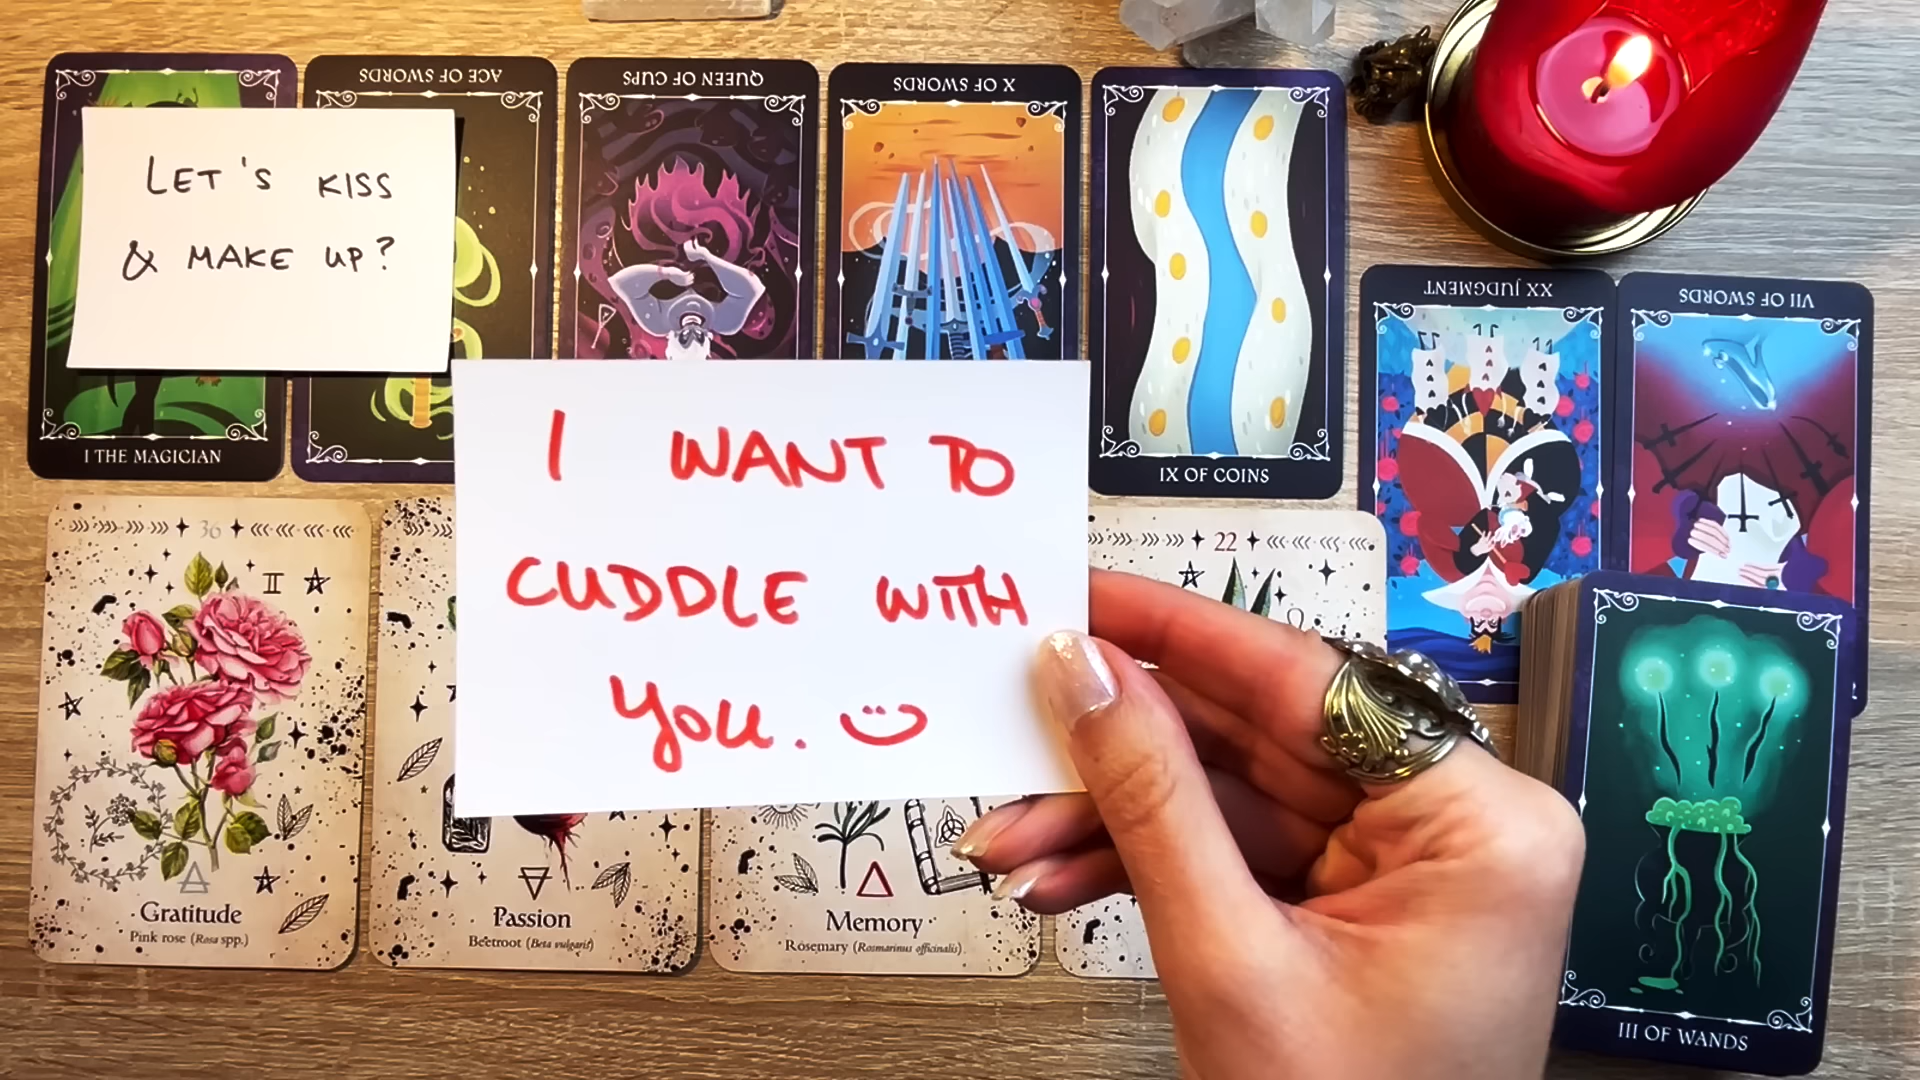 ACE OF SWORDS
QUEEN OF CUPS
X OF SWORDS
LET'S KISS
& MAKE UP?
I THE MAGICIAN
IX OF COINS
XX JUDGMENT
VII OF SWORDS
I WANT TO
CUDDLE WITH
YOU.
36
II
Gratitude
Pink rose (Rosa spp.)
Passion
Beetroot (Beta vulgaris)
Memory
Rosemary (Rosmarinus officinalis)
22
III OF WANDS